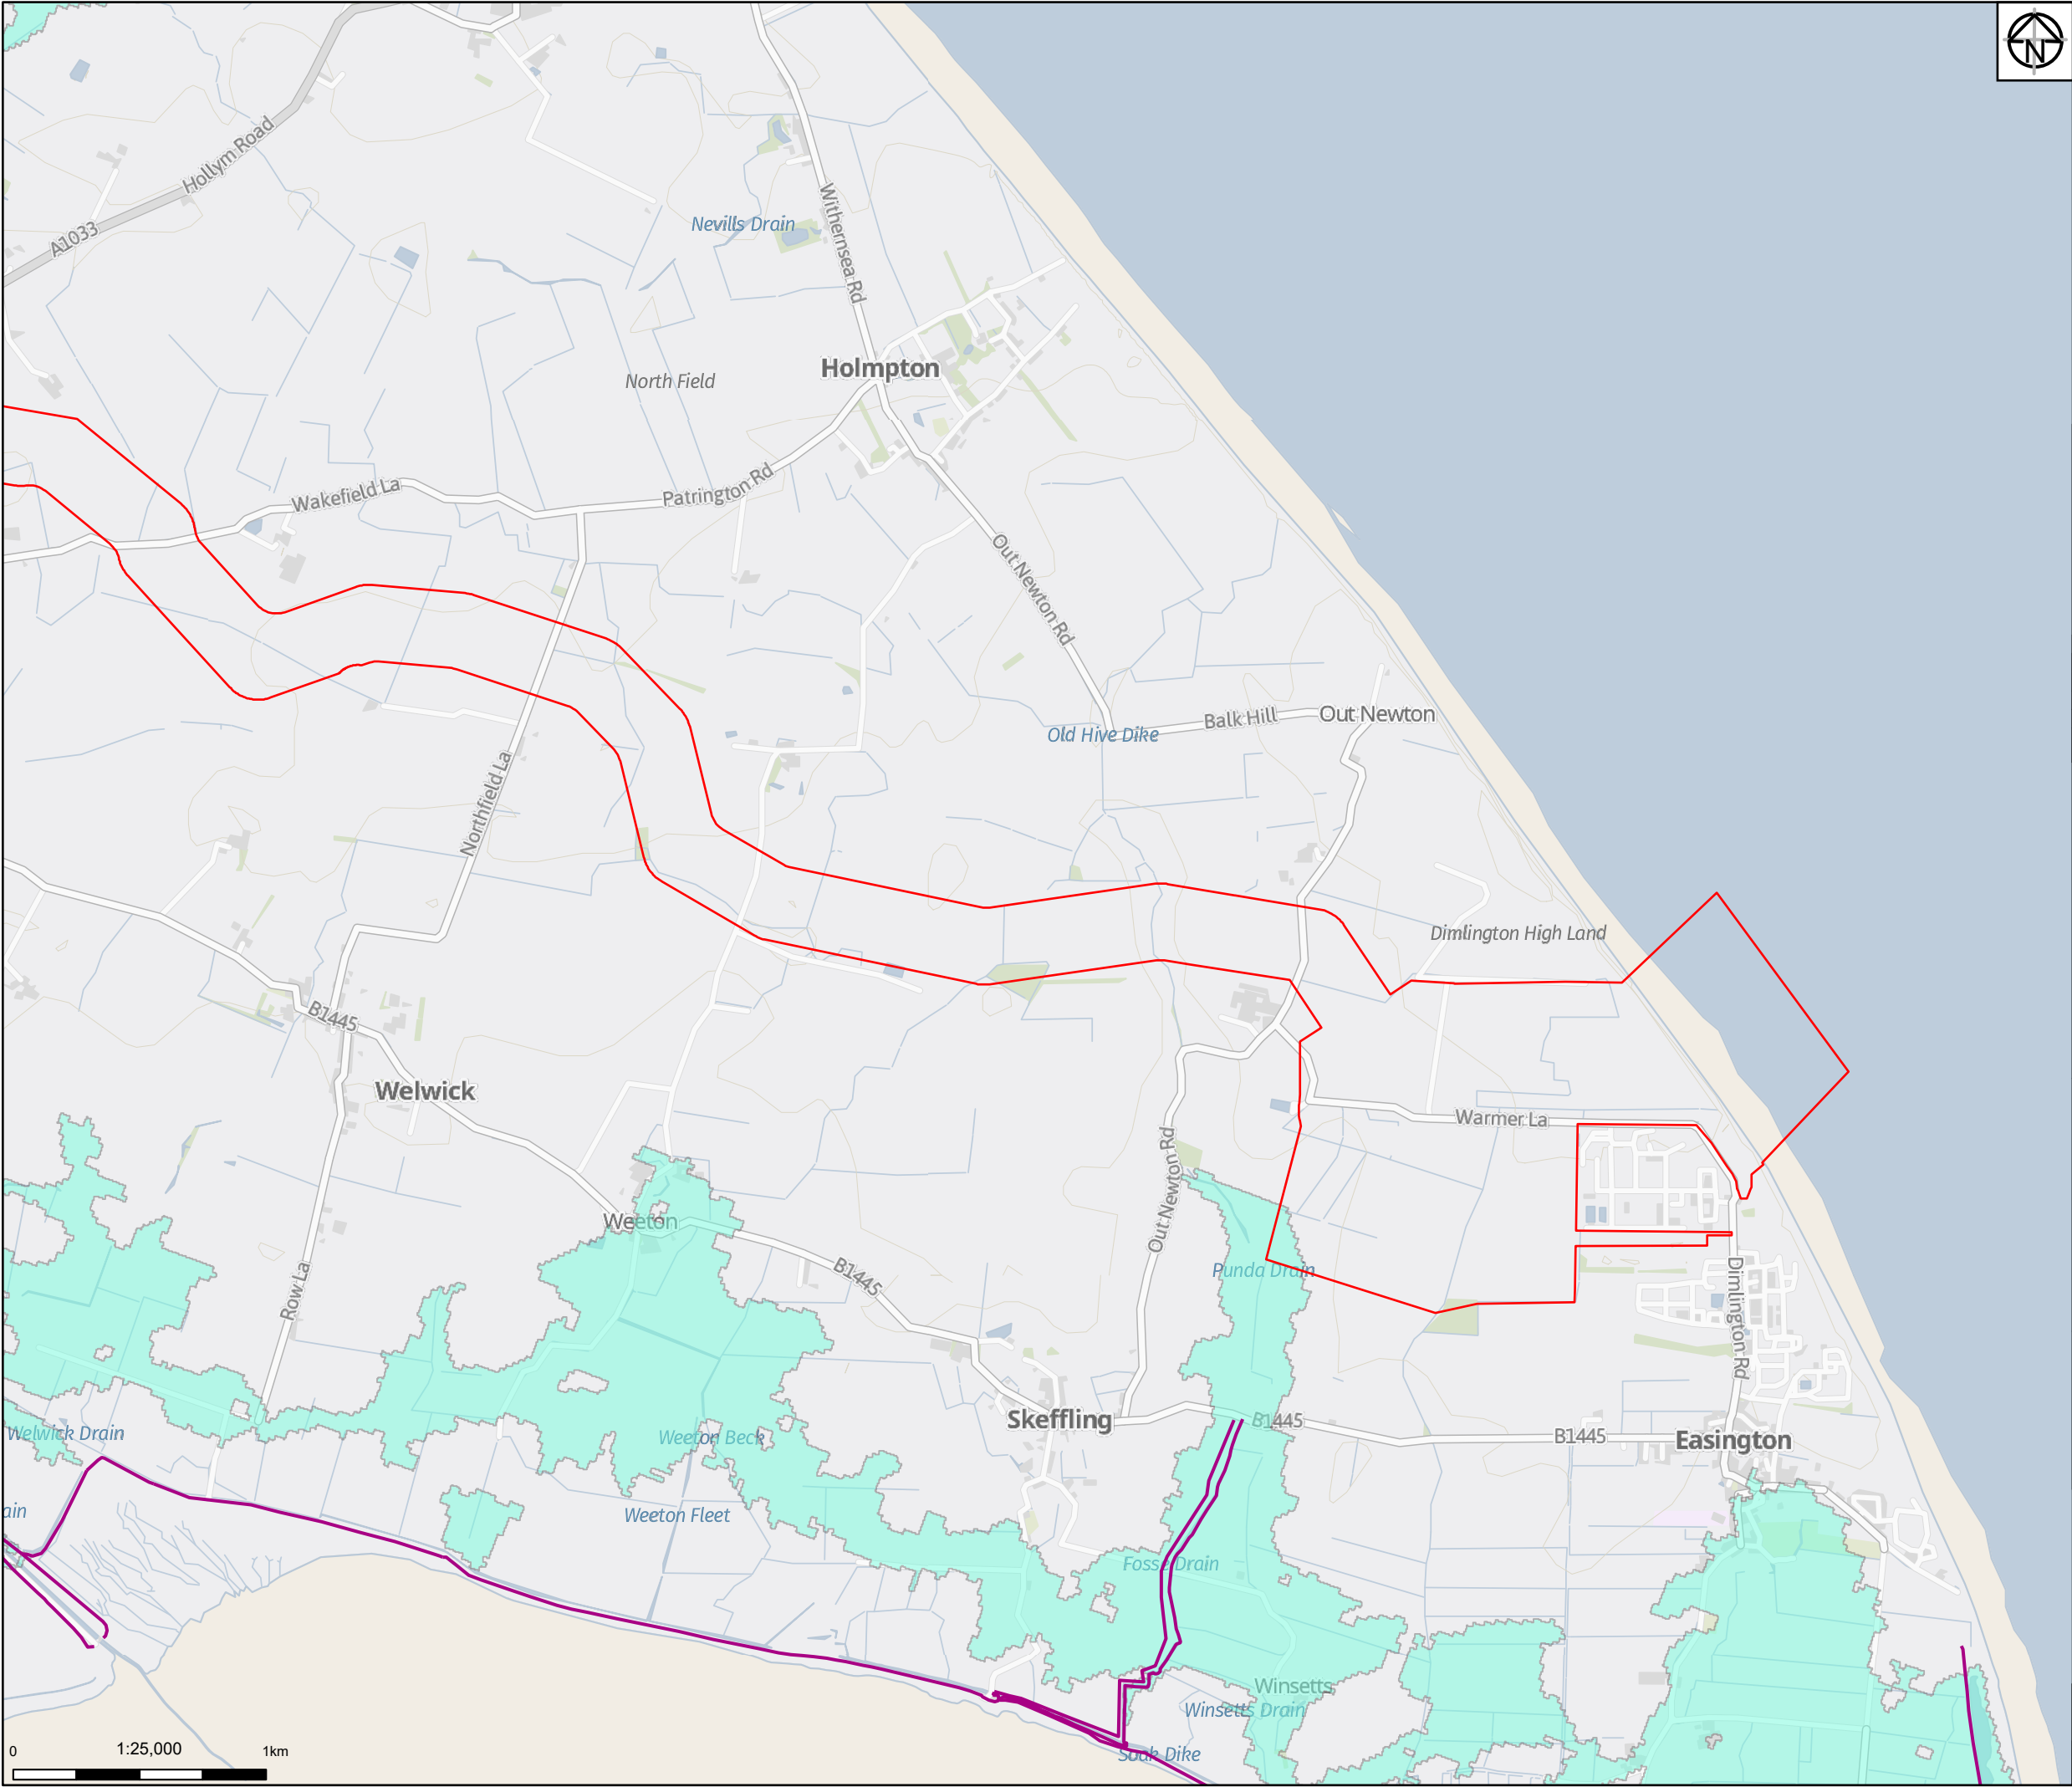 N
Hollym Road
A1033
Nevills Drain
Withernsea Rd
Holmpton
North Field
Wakefield La
Patrington Rd
Out Newton Rd
Old Hive Dike
Balk Hill
Out Newton
Northfield La
Dimlington High Land
B1445
Welwick
Warmer La
Out Newton Rd
Weeton
Punda Drain
B1445
Row La
Dimlington Rd
Skeffling
B1445
B1445
Easington
Welwick Drain
Weeton Beck
ain
Weeton Fleet
Fosse Drain
Winsetts
Winsetts Drain
Soak Dike
0
1:25,000
1km